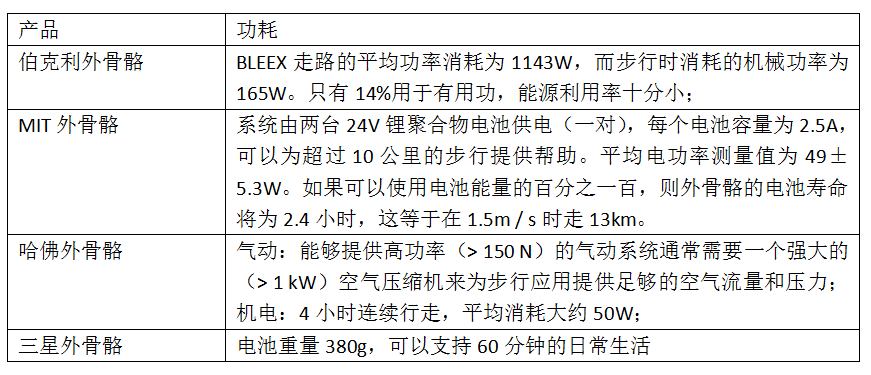 产品 功耗
伯克利外骨骼 BLEEX 走路的平均功率消耗为 1143W，而步行时消耗的机械功率为
165W。只有 14%用于有用功，能源利用率十分小；
MIT 外骨骼 系统由两台 24V 锂聚合物电池供电（一对），每个电池容量为 2.5A，
可以为超过 10 公里的步行提供帮助。平均电功率测量值为 49±
5.3W。如果可以使用电池能量的百分之一百，则外骨骼的电池寿命
将为 2.4 小时，这等于在 1.5m / s 时走 13km。
哈佛外骨骼 气动：能够提供高功率（> 150 N）的气动系统通常需要一个强大的
（> 1 kW）空气压缩机来为步行应用提供足够的空气流量和压力；
机电：4 小时连续行走，平均消耗大约 50W；
三星外骨骼 电池重量 380g，可以支持 60 分钟的日常生活